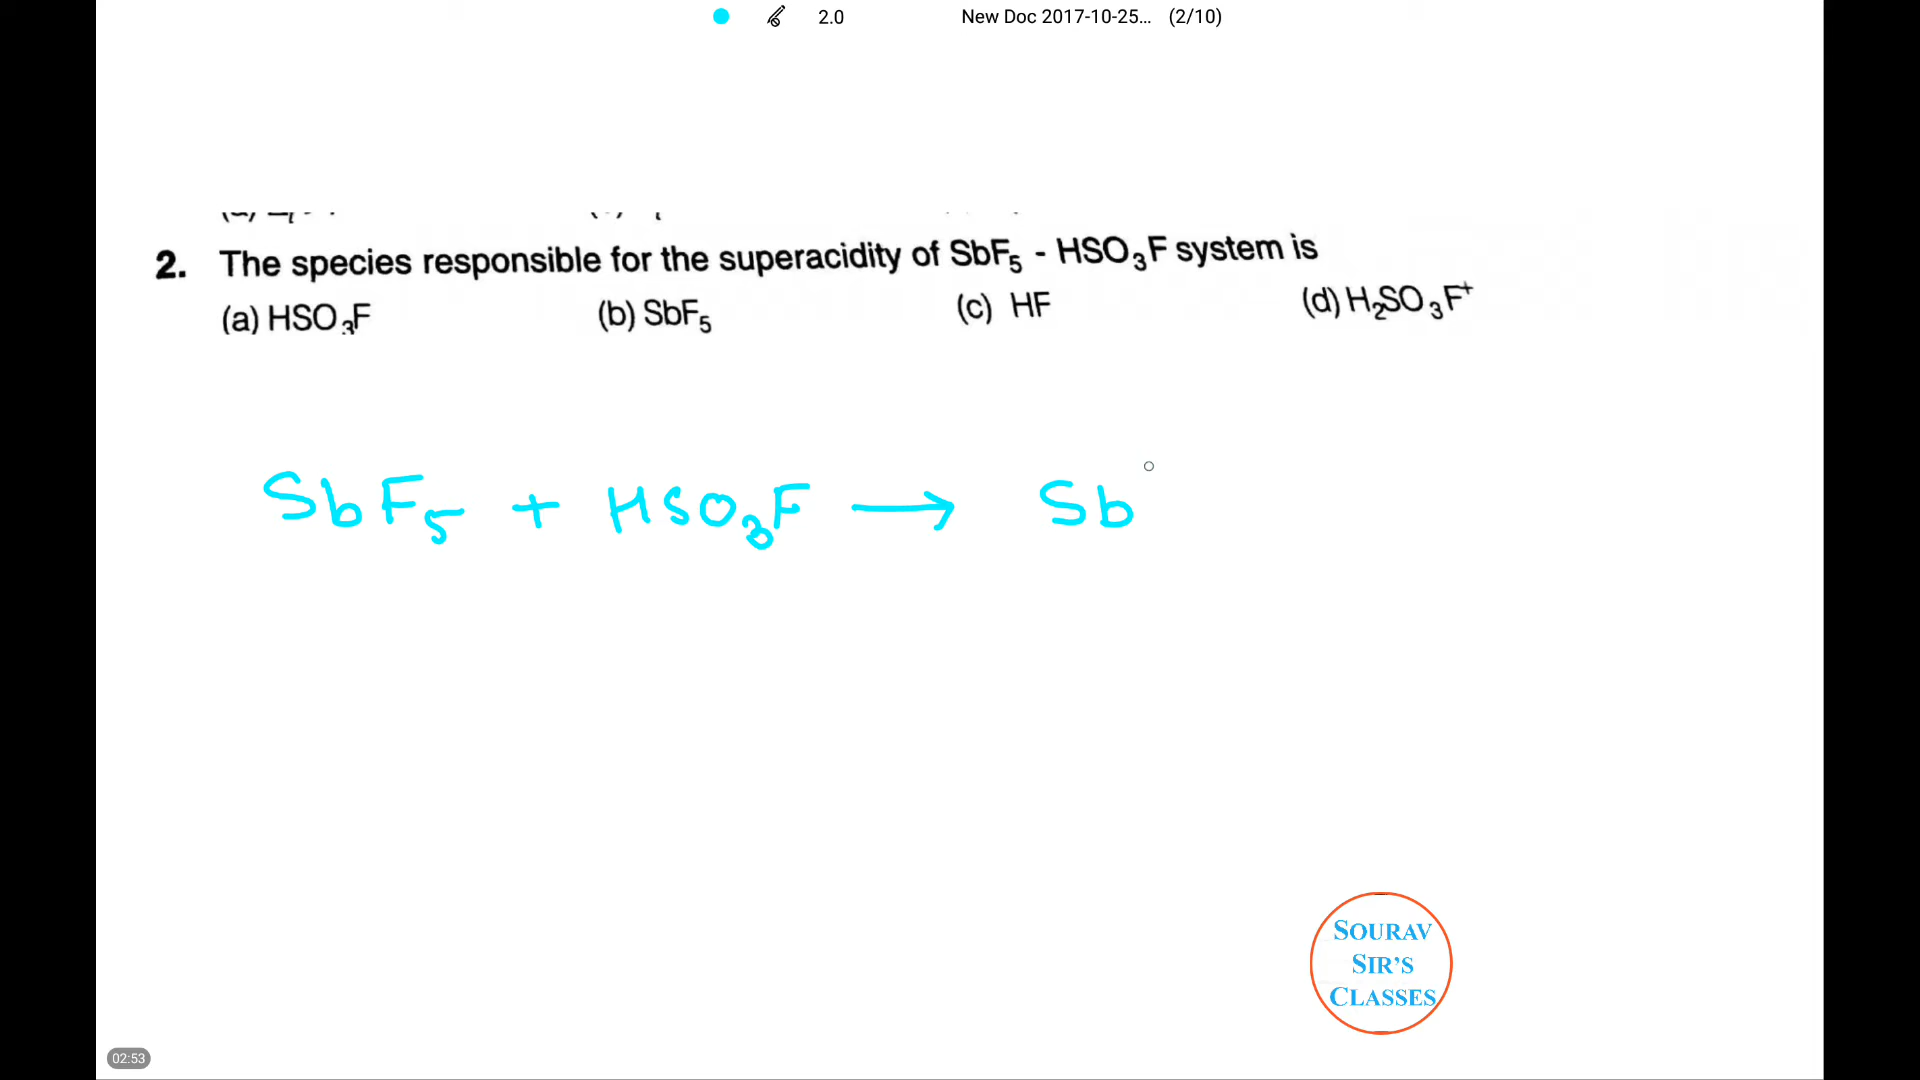 2.0 New Doc 2017-10-25... (2/10)
2. The species responsible for the superacidity of SbF₅ - HSO₃F system is
(a) HSO₃F (b) SbF₅ (c) HF (d) H₂SO₃F⁺
SbF₅ + HSO₃F ⟶ Sb
SOURAV
SIR'S
CLASSES
02:53